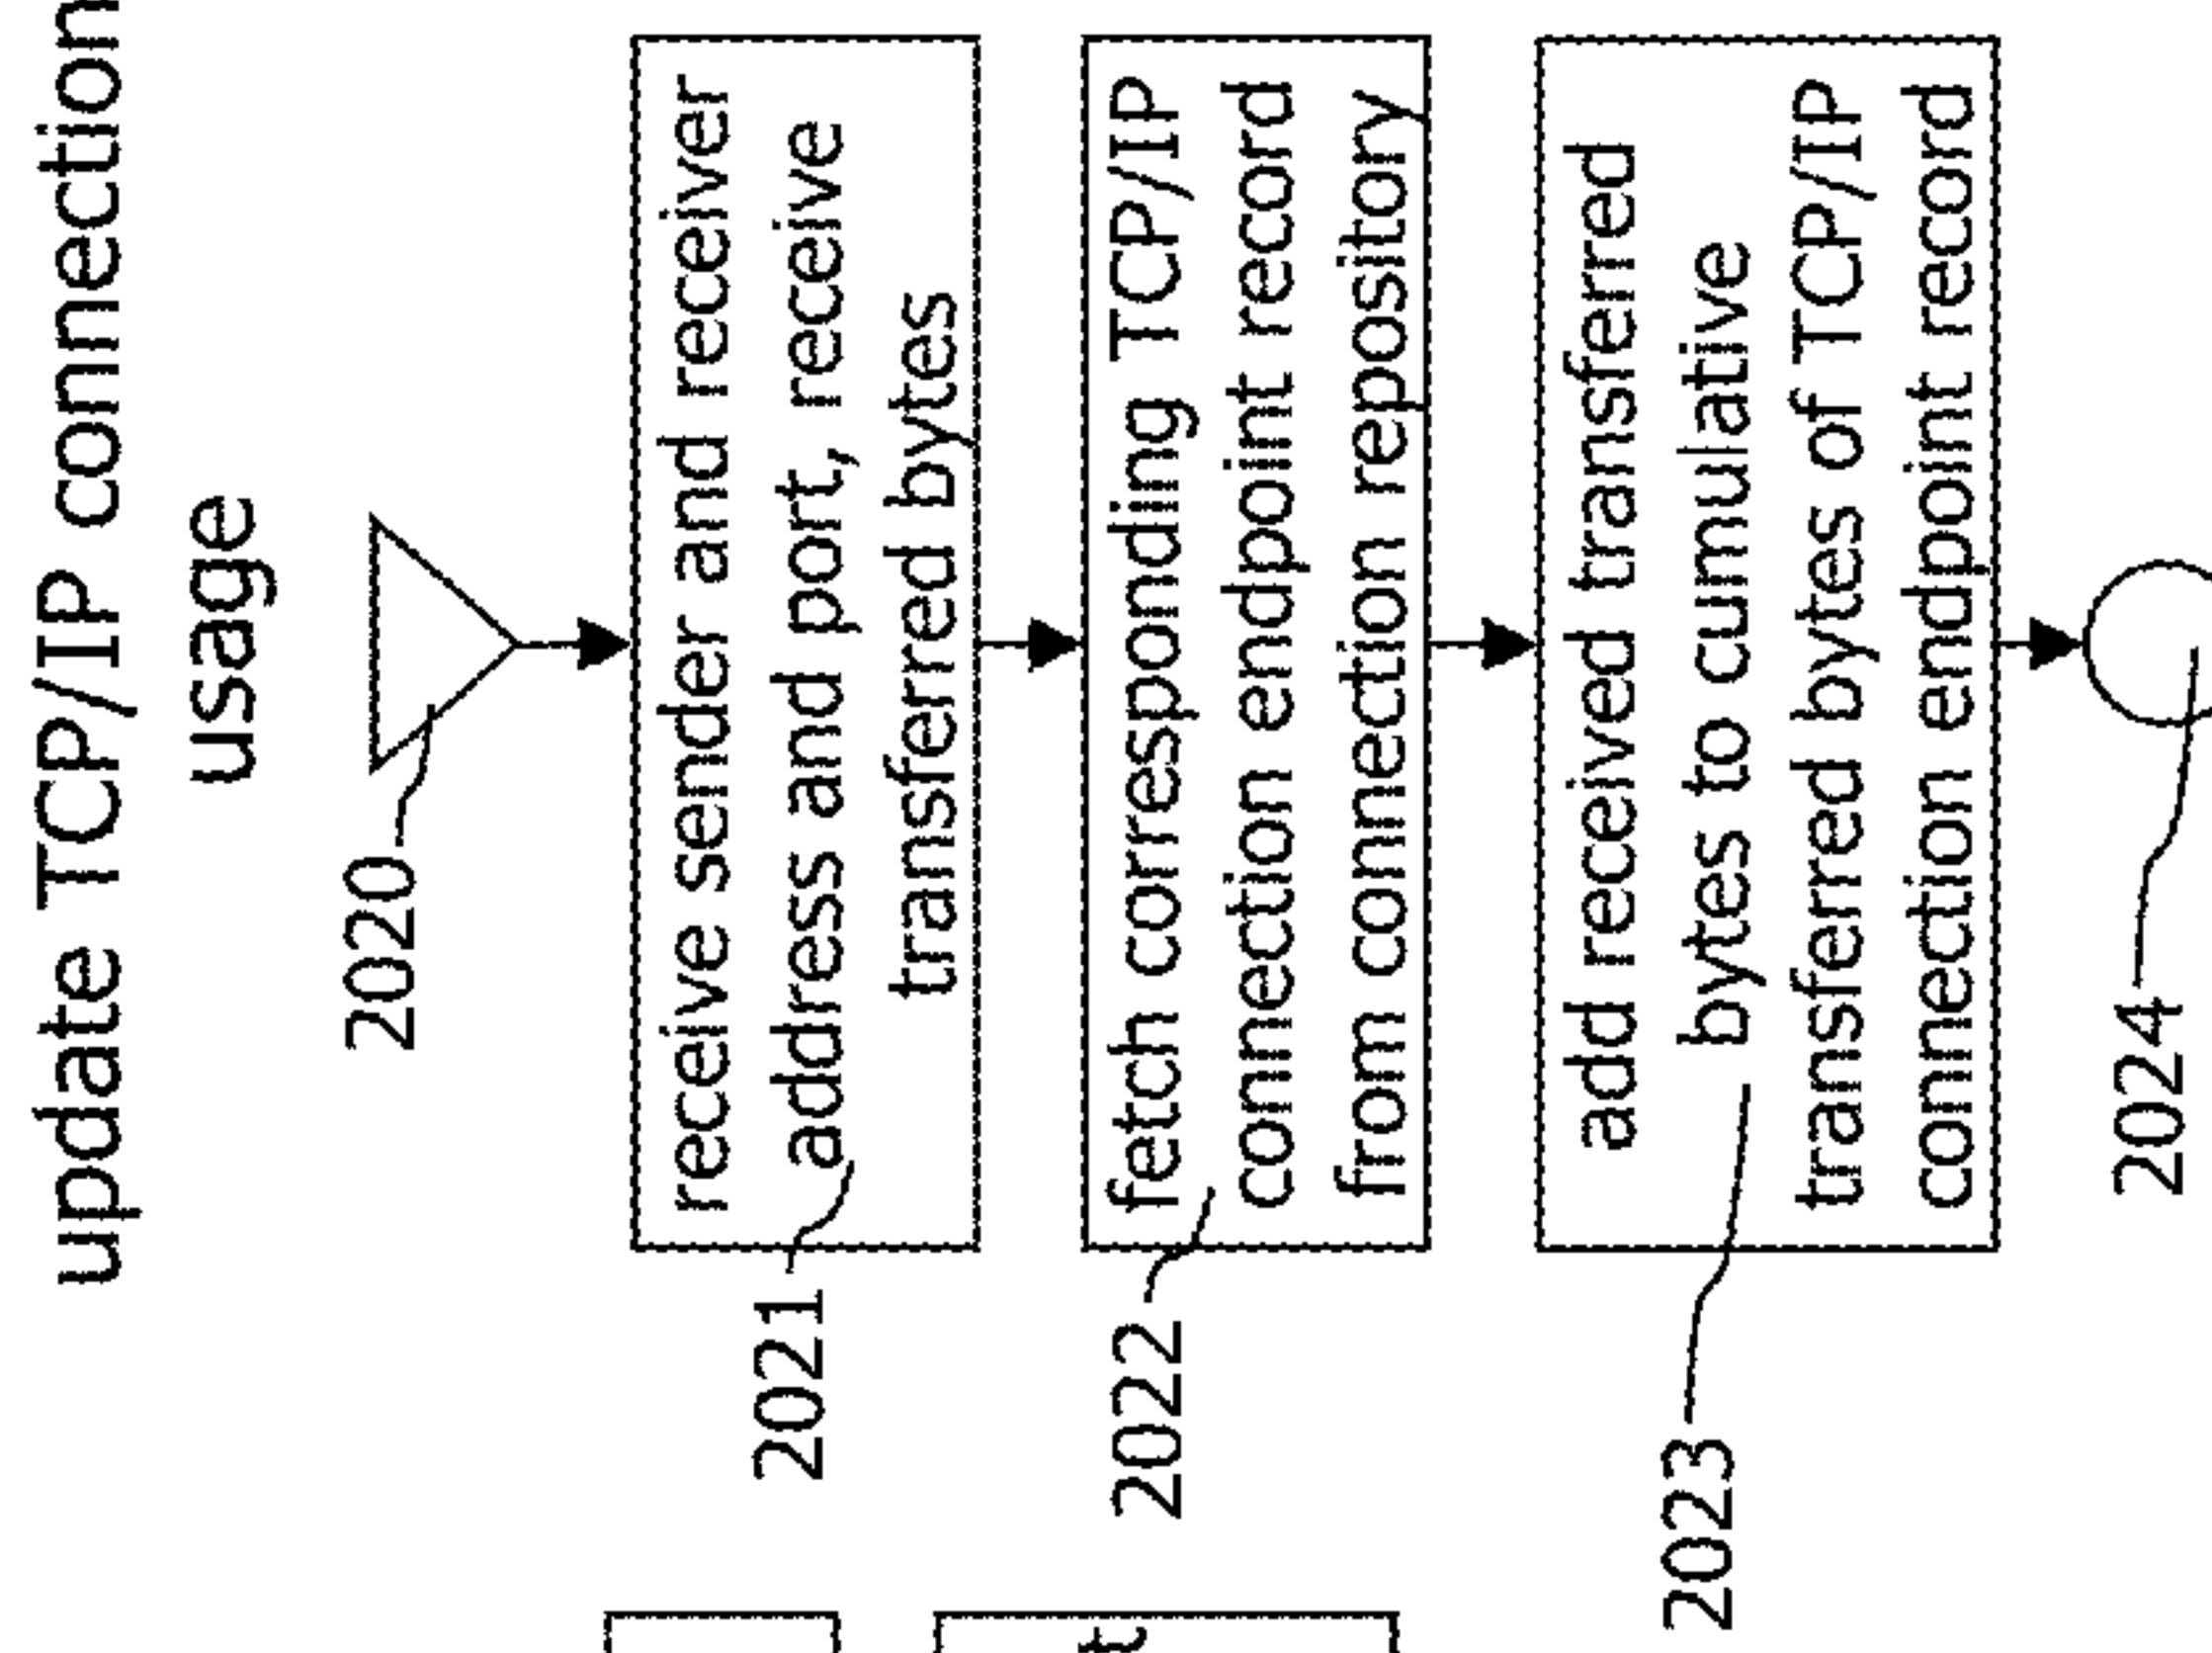 update TCP/IP connection
usage
2020
receive sender and receiver
address and port, receive
transferred bytes
2021
fetch corresponding TCP/IP
connection endpoint record
from connection repository
2022
add received transferred
bytes to cumulative
transferred bytes of TCP/IP
connection endpoint record
2023
2024
t